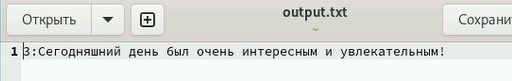 Открыть
output.txt
~
Сохрани
1 3:Сегодняшний день был очень интересным и увлекательным!